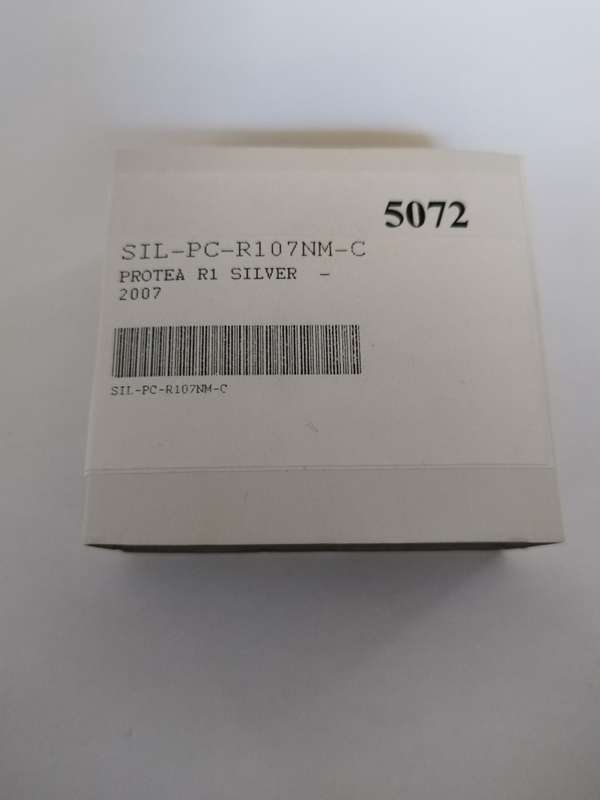 5072
SIL-PC-R107NM-C
PROTEA R1 SILVER -
2007
SIL-PC-R107NM-C